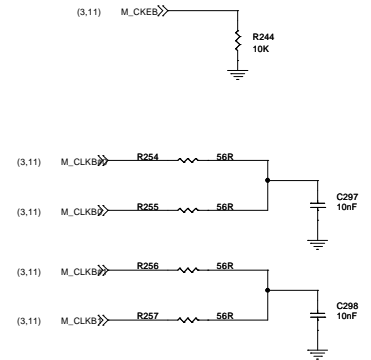 (3,11) M_CKEB
R244
10K
(3,11) M_CLKB R254 56R
C297
10nF
(3,11) M_CLKB R255 56R
(3,11) M_CLKB R256 56R
C298
10nF
(3,11) M_CLKB R257 56R